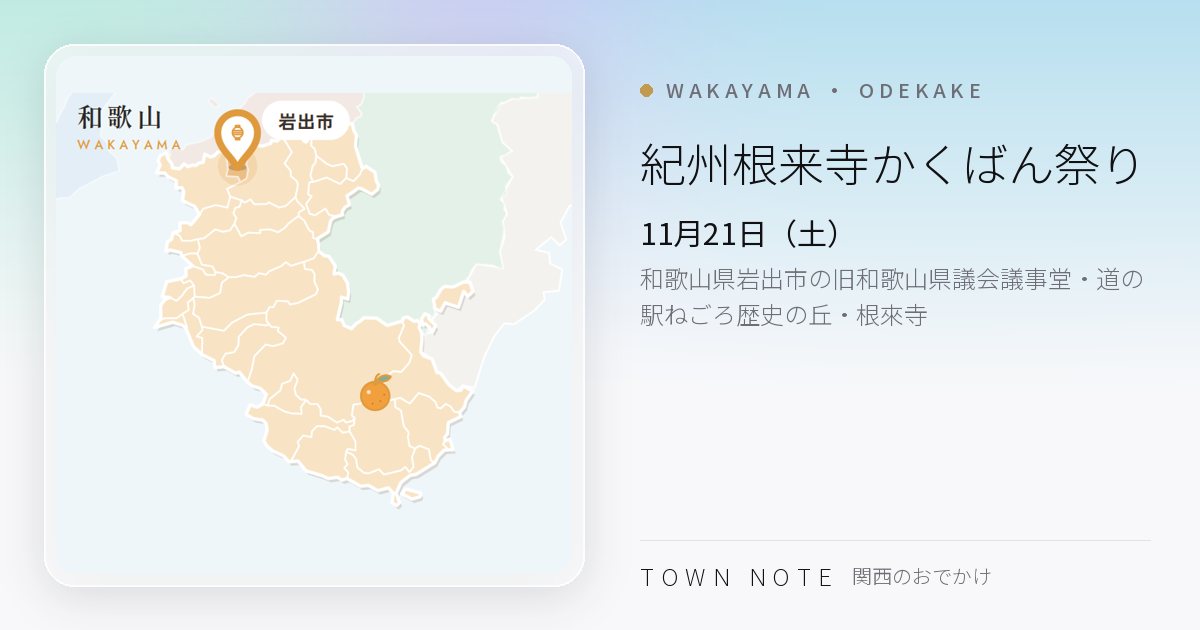 和歌山
WAKAYAMA
岩出市
WAKAYAMA ・ ODEKAKE
紀州根来寺かくばん祭り
11月21日（土）
和歌山県岩出市の旧和歌山県議会議事堂・道の
駅ねごろ歴史の丘・根來寺
TOWN NOTE 関西のおでかけ